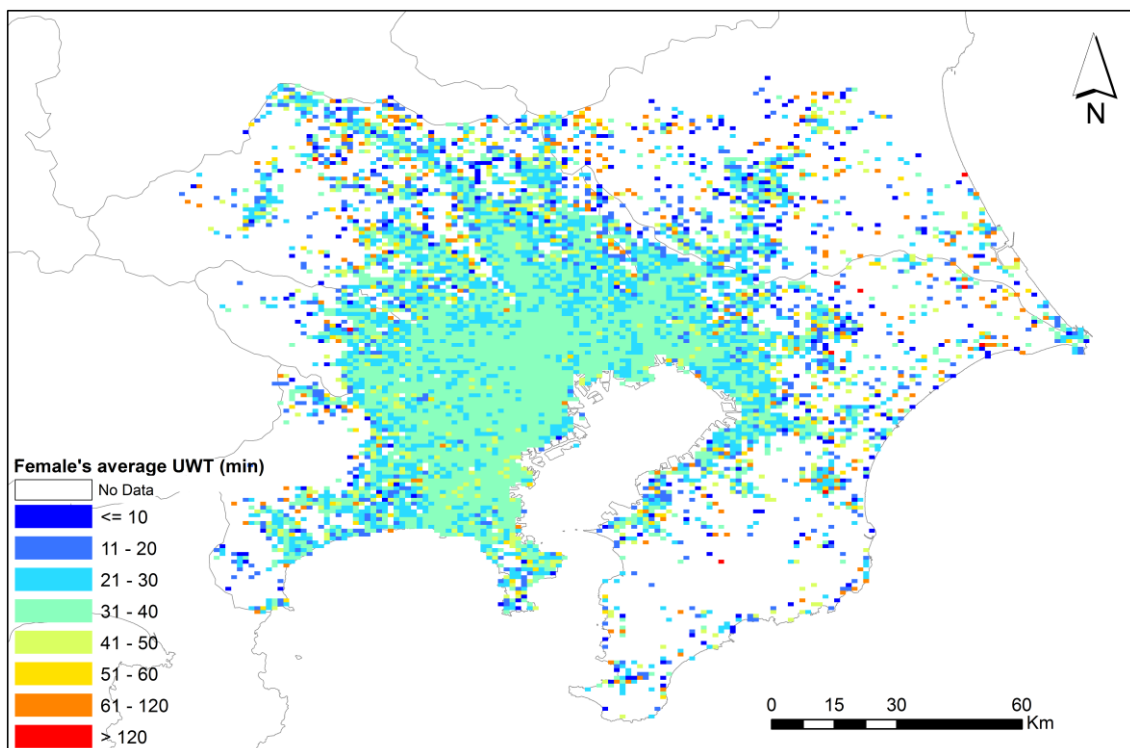 N
Female's average UWT (min)
No Data
<= 10
11 - 20
21 - 30
31 - 40
41 - 50
51 - 60
61 - 120
> 120
0 15 30 60
Km